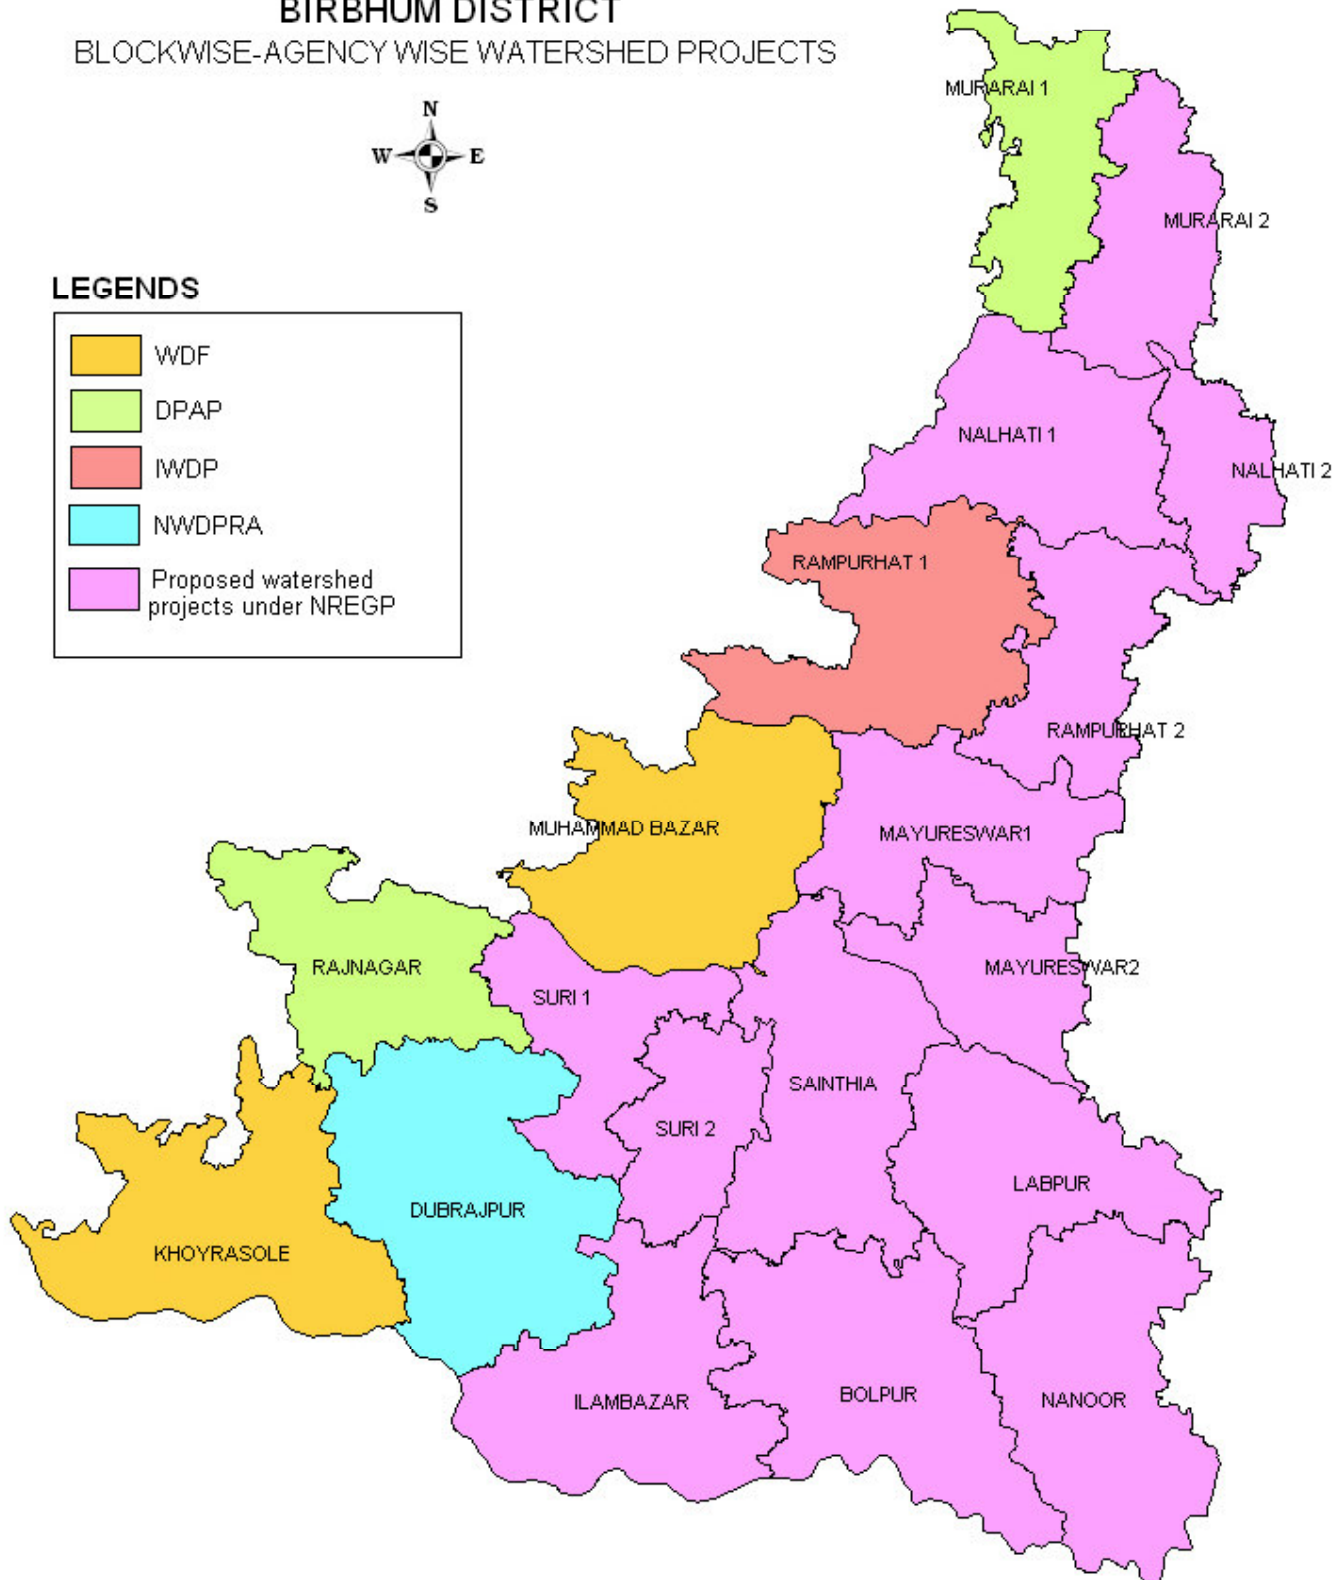 BIRBHUM DISTRICT
BLOCKWISE-AGENCY WISE WATERSHED PROJECTS
N
W E
S
LEGENDS
WDF
DPAP
IWDP
NWDPRA
Proposed watershed
projects under NREGP
MURARAI 1
MURARAI 2
NALHATI 1
NALHATI 2
RAMPURHAT 1
RAMPURHAT 2
MUHAMMAD BAZAR
MAYURESWAR1
RAJNAGAR
MAYURESWAR2
SURI 1
SAINTHIA
SURI 2
LABPUR
DUBRAJPUR
KHOYRASOLE
ILAMBAZAR
BOLPUR
NANOOR